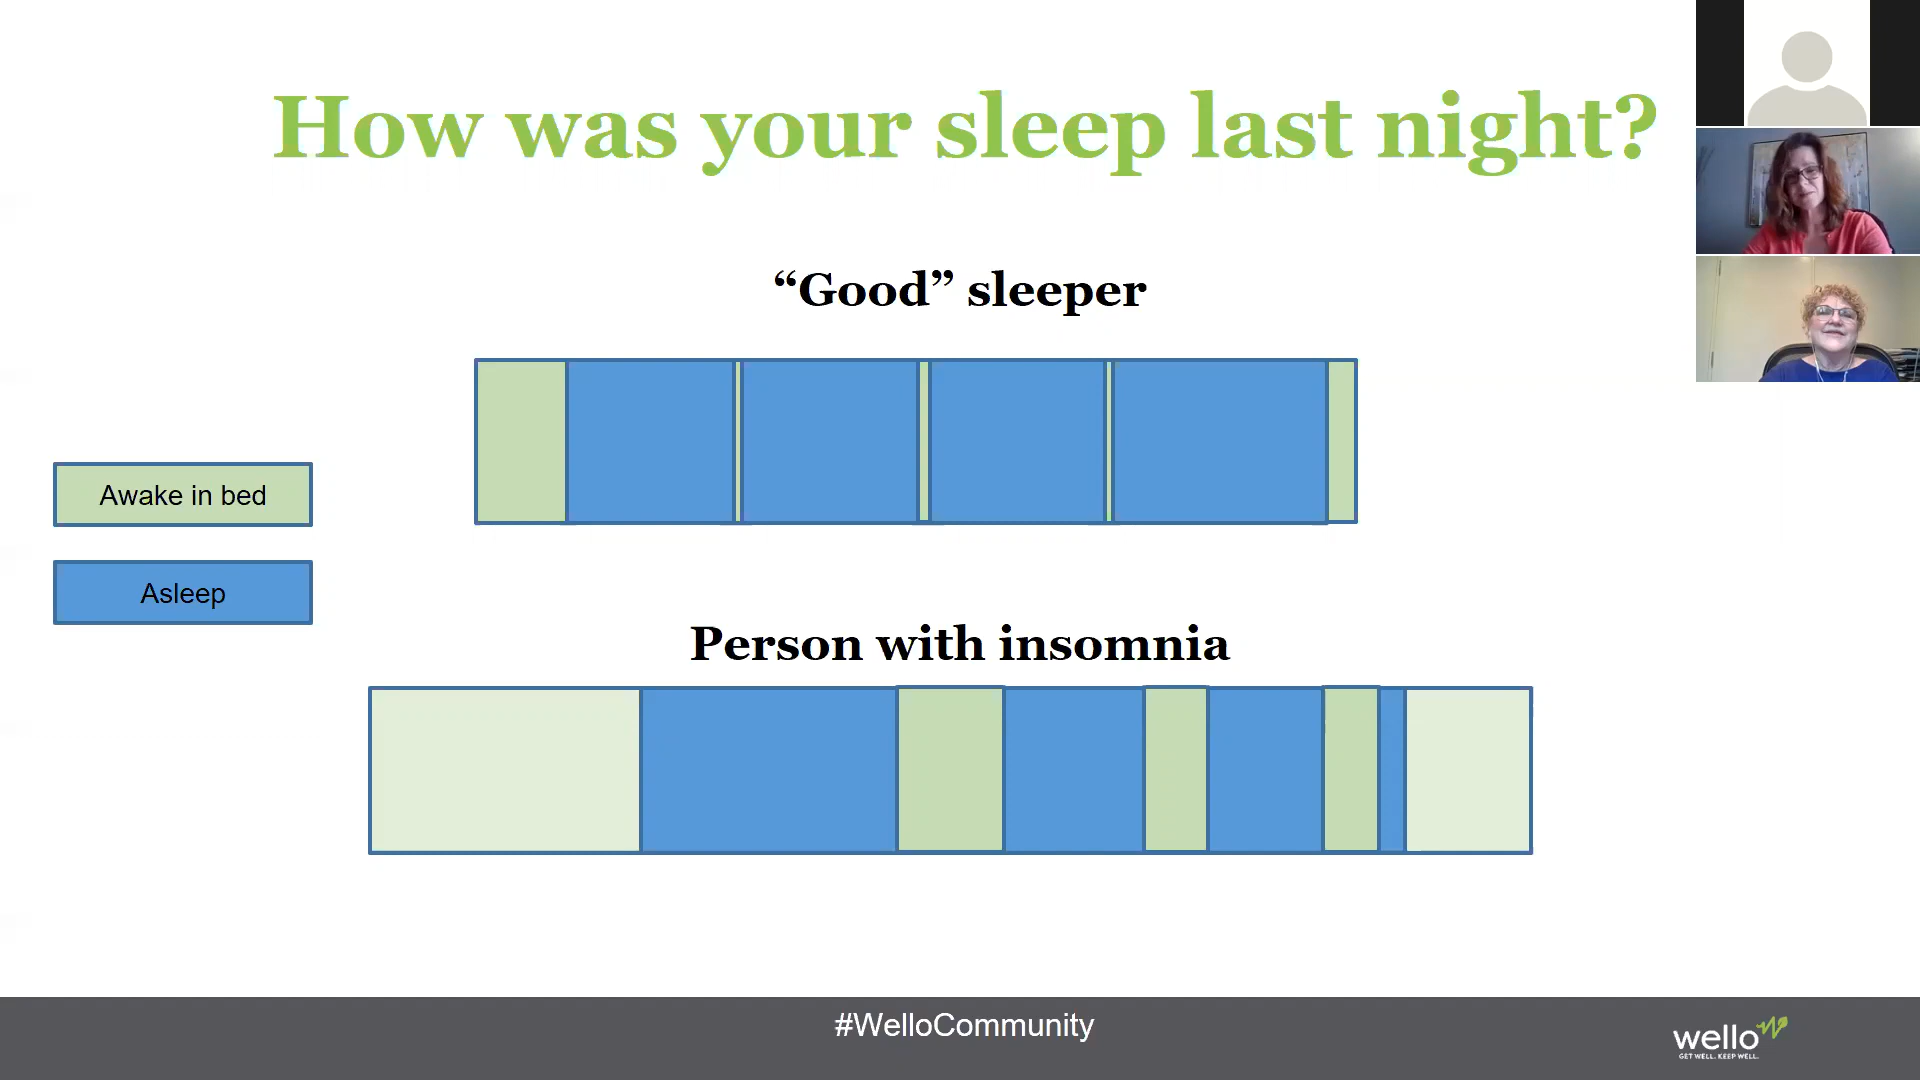 How was your sleep last night?
“Good” sleeper
Awake in bed
Asleep
Person with insomnia
#WelloCommunity
wello
GET WELL. KEEP WELL.